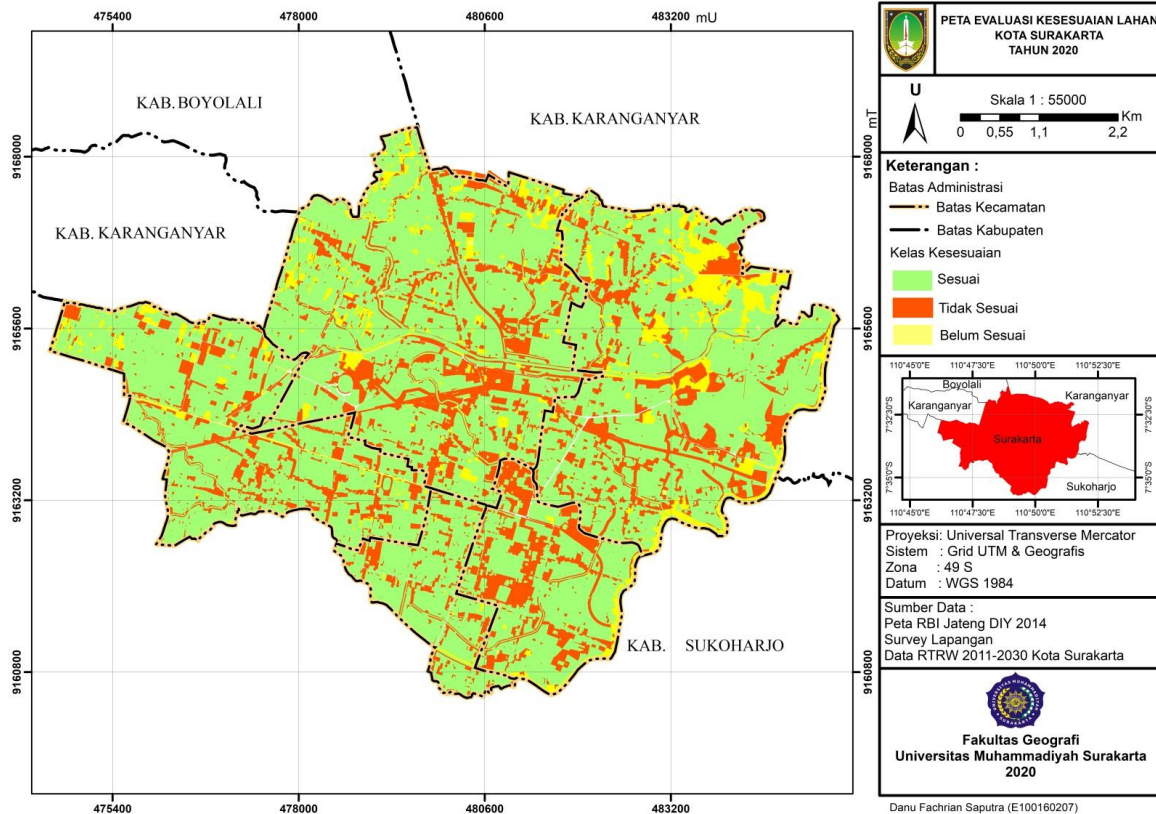 475400 478000 480600 483200 mU
KAB. BOYOLALI
KAB. KARANGANYAR
KAB. KARANGANYAR
KAB. SUKOHARJO
mT
9168000 9168000
9165600 9165600
9163200 9163200
9160800 9160800
475400 478000 480600 483200
PETA EVALUASI KESESUAIAN LAHAN
KOTA SURAKARTA
TAHUN 2020
U
Skala 1 : 55000
Km
0 0,55 1,1 2,2
Keterangan :
Batas Administrasi
Batas Kecamatan
Batas Kabupaten
Kelas Kesesuaian
Sesuai
Tidak Sesuai
Belum Sesuai
110°45'0"E 110°47'30"E 110°50'0"E 110°52'30"E
Boyolali
Karanganyar
Karanganyar
7°32'30"S 7°32'30"S
Surakarta
7°35'0"S 7°35'0"S
Sukoharjo
110°45'0"E 110°47'30"E 110°50'0"E 110°52'30"E
Proyeksi: Universal Transverse Mercator
Sistem : Grid UTM & Geografis
Zona : 49 S
Datum : WGS 1984
Sumber Data :
Peta RBI Jateng DIY 2014
Survey Lapangan
Data RTRW 2011-2030 Kota Surakarta
Fakultas Geografi
Universitas Muhammadiyah Surakarta
2020
Danu Fachrian Saputra (E100160207)